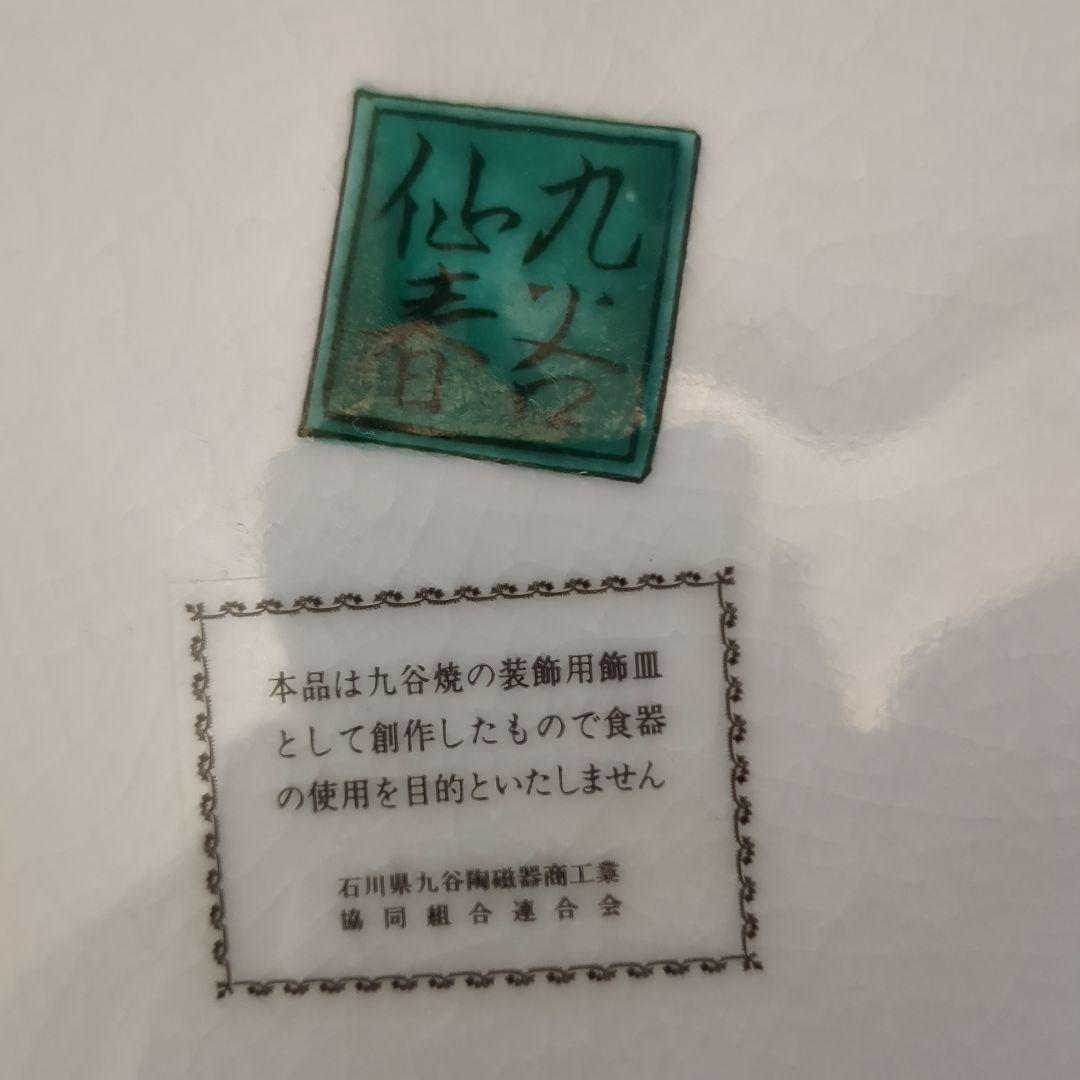 九谷
仙春
本品は九谷焼の装飾用飾皿
として創作したもので食器
の使用を目的といたしません
石川県九谷陶磁器商工業
協同組合連合会